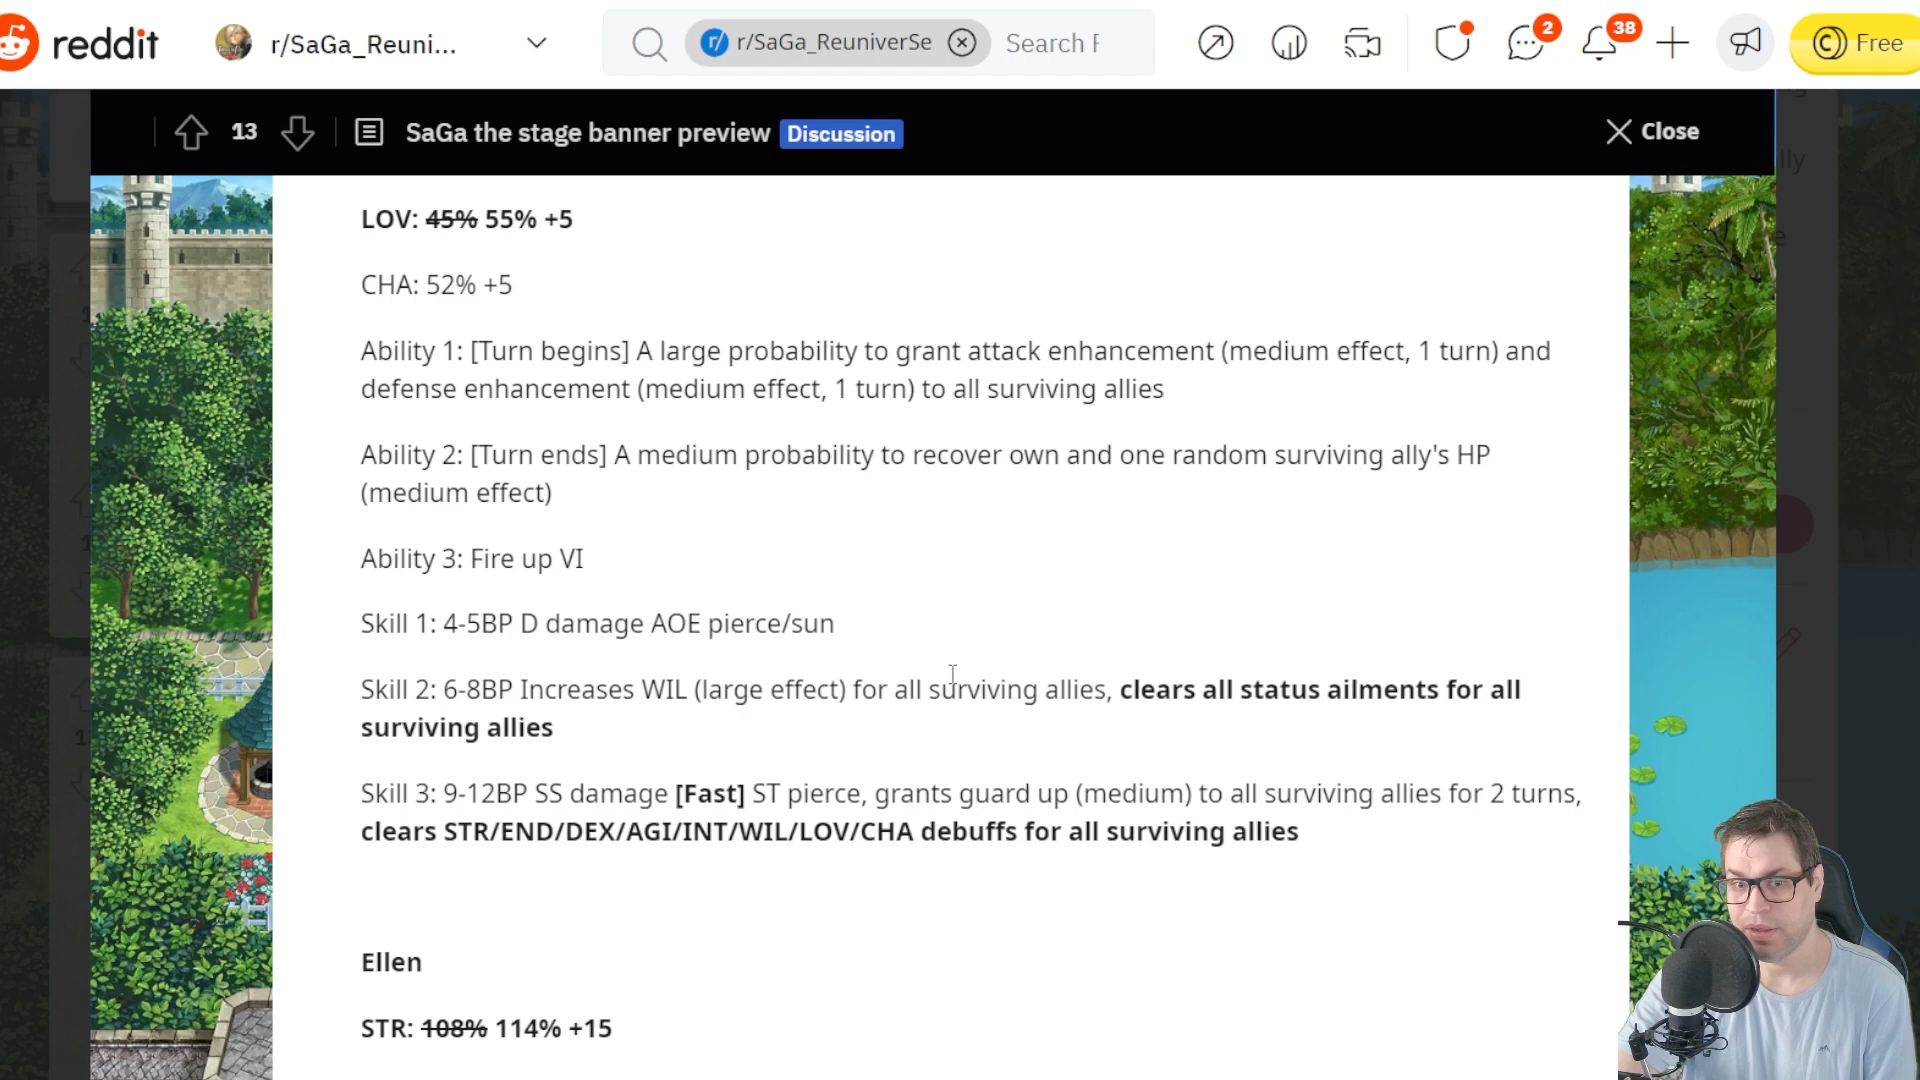 reddit
r/SaGa_Reuni...
r/ r/SaGa_ReuniverSe
Search F
2
38
Free
13
SaGa the stage banner preview Discussion
Close
LOV: 45% 55% +5
CHA: 52% +5
Ability 1: [Turn begins] A large probability to grant attack enhancement (medium effect, 1 turn) and
defense enhancement (medium effect, 1 turn) to all surviving allies
Ability 2: [Turn ends] A medium probability to recover own and one random surviving ally's HP
(medium effect)
Ability 3: Fire up VI
Skill 1: 4-5BP D damage AOE pierce/sun
Skill 2: 6-8BP Increases WIL (large effect) for all surviving allies, clears all status ailments for all
surviving allies
Skill 3: 9-12BP SS damage [Fast] ST pierce, grants guard up (medium) to all surviving allies for 2 turns,
clears STR/END/DEX/AGI/INT/WIL/LOV/CHA debuffs for all surviving allies
Ellen
STR: 108% 114% +15